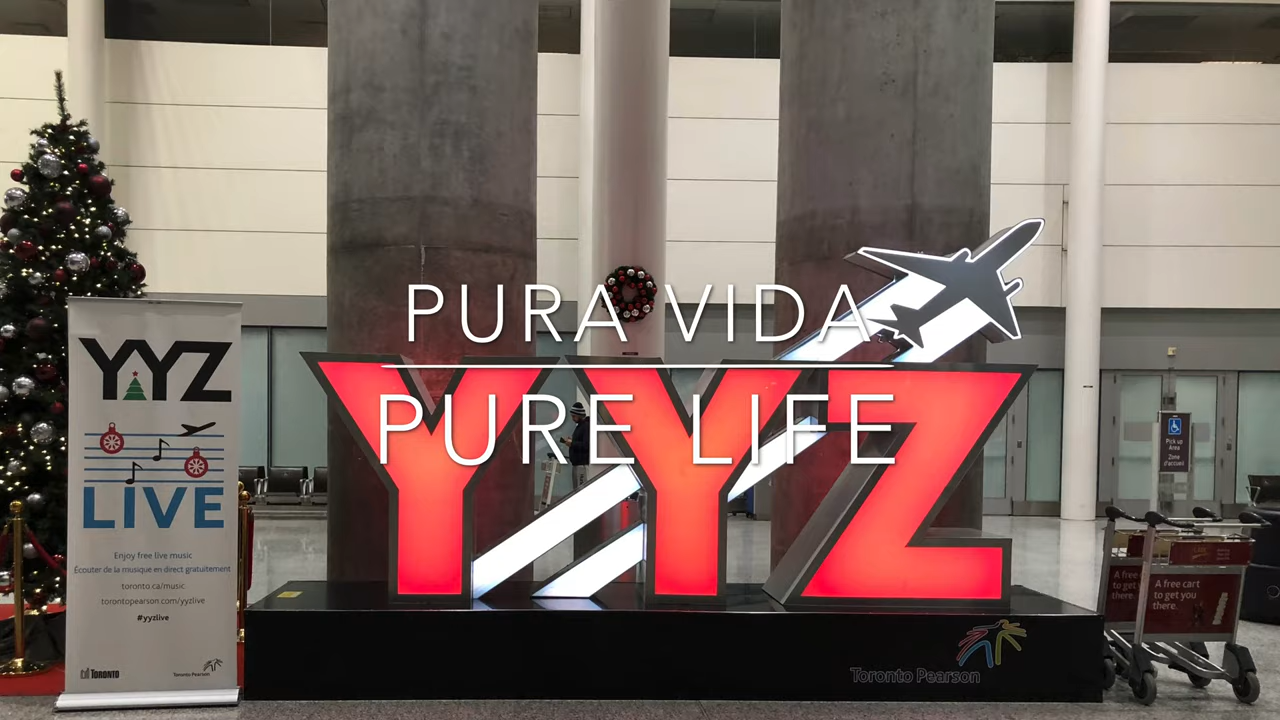 PURA VIDA
PURE LIFE
YYZ
Toronto Pearson
YYZ
LIVE
Enjoy free live music
Écouter de la musique en direct gratuitement
toronto.ca/music
torontopearson.com/yyzlive
#yyzlive
TORONTO
Toronto Pearson
Pick up
Area
Zone
d'accueil
A free
to get
there.
A free cart
to get you
there.